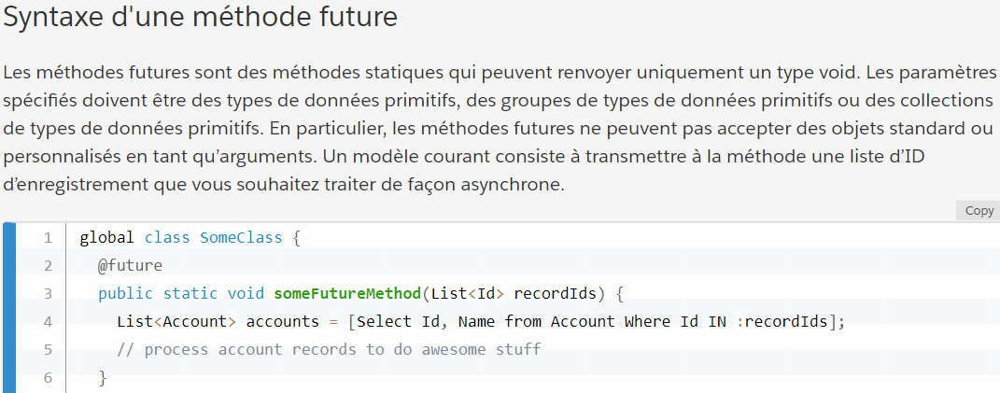 Syntaxe d'une méthode future
Les méthodes futures sont des méthodes statiques qui peuvent renvoyer uniquement un type void. Les paramètres
spécifiés doivent être des types de données primitifs, des groupes de types de données primitifs ou des collections
de types de données primitifs. En particulier, les méthodes futures ne peuvent pas accepter des objets standard ou
personnalisés en tant qu’arguments. Un modèle courant consiste à transmettre à la méthode une liste d’ID
d’enregistrement que vous souhaitez traiter de façon asynchrone.
Copy
1 global class SomeClass {
2 @future
3 public static void someFutureMethod(List<Id> recordIds) {
4 List<Account> accounts = [Select Id, Name from Account Where Id IN :recordIds];
5 // process account records to do awesome stuff
6 }